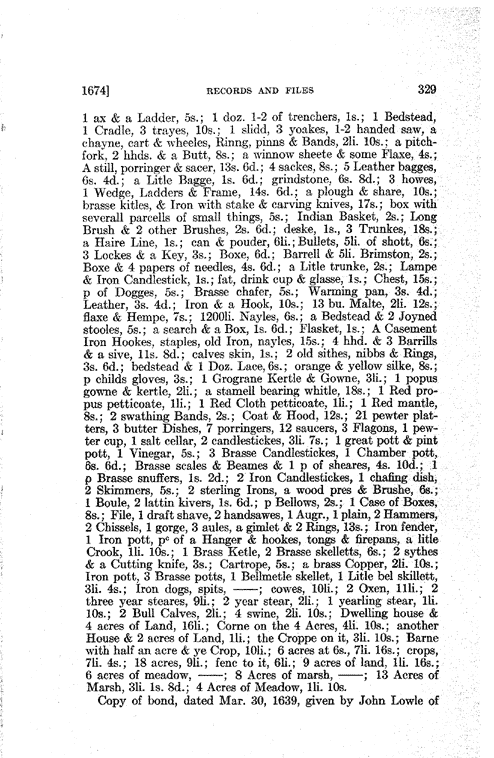 1674] RECORDS AND FILES 329
1 ax & a Ladder, 5s.; 1 doz. 1-2 of trenchers, 1s.; 1 Bedstead,
1 Cradle, 3 trayes, 10s.; 1 slidd, 3 yoakes, 1-2 handed saw, a
chayne, cart & wheeles, Rinng, pinns & Bands, 2li. 10s.; a pitch-
fork, 2 hhds. & a Butt, 8s.; a winnow sheete & some Flaxe, 4s.;
A still, porringer & sacer, 13s. 6d.; 4 sackes, 8s.; 5 Leather bagges,
6s. 4d.; a Litle Bagge, 1s. 6d.; grindstone, 6s. 8d.; 3 howes,
1 Wedge, Ladders & Frame, 14s. 6d.; a plough & share, 10s.;
brasse kitles, & Iron with stake & carving knives, 17s.; box with
severall parcells of small things, 5s.; Indian Basket, 2s.; Long
Brush & 2 other Brushes, 2s. 6d.; deske, 1s., 3 Trunkes, 18s.;
a Haire Line, 1s.; can & pouder, 6li.; Bullets, 5li. of shott, 6s.;
3 Lockes & a Key, 3s.; Boxe, 6d.; Barrell & 5li. Brimston, 2s.;
Boxe & 4 papers of needles, 4s. 6d.; a Litle trunke, 2s.; Lampe
& Iron Candlestick, 1s.; fat, drink cup & glasse, 1s.; Chest, 15s.;
p of Dogges, 5s.; Brasse chafer, 5s.; Warming pan, 3s. 4d.;
Leather, 3s. 4d.; Iron & a Hook, 10s.; 13 bu. Malte, 2li. 12s.;
flaxe & Hempe, 7s.; 1200li. Nayles, 6s.; a Bedstead & 2 Joyned
stooles, 5s.; a search & a Box, 1s. 6d.; Flasket, 1s.; A Casement
Iron Hookes, staples, old Iron, nayles, 15s.; 4 hhd. & 3 Barrills
& a sive, 11s. 8d.; calves skin, 1s.; 2 old sithes, nibbs & Rings,
3s. 6d.; bedstead & 1 Doz. Lace, 6s.; orange & yellow silke, 8s.;
p childs gloves, 3s.; 1 Grograne Kertle & Gowne, 3li.; 1 popus
gowne & kertle, 2li.; a stamell bearing whitle, 18s.; 1 Red pro-
pus petticoate, 1li.; 1 Red Cloth petticoate, 1li.; 1 Red mantle,
8s.; 2 swathing Bands, 2s.; Coat & Hood, 12s.; 21 pewter plat-
ters, 3 butter Dishes, 7 porringers, 12 saucers, 3 Flagons, 1 pew-
ter cup, 1 salt cellar, 2 candlestickes, 3li. 7s.; 1 great pott & pint
pott, 1 Vinegar, 5s.; 3 Brasse Candlestickes, 1 Chamber pott,
6s. 6d.; Brasse scales & Beames & 1 p of sheares, 4s. 10d.; 1
p Brasse snuffers, 1s. 2d.; 2 Iron Candlestickes, 1 chafing dish,
2 Skimmers, 5s.; 2 sterling Irons, a wood pres & Brushe, 6s.;
1 Boule, 2 lattin kivers, 1s. 6d.; p Bellows, 2s.; 1 Case of Boxes,
8s.; File, 1 draft shave, 2 handsawes, 1 Augr., 1 plain, 2 Hammers,
2 Chissels, 1 gorge, 3 aules, a gimlet & 2 Rings, 13s.; Iron fender,
1 Iron pott, pᵉ of a Hanger & hookes, tongs & firepans, a little
Crook, 1li. 10s.; 1 Brass Ketle, 2 Brasse skelletts, 6s.; 2 sythes
& a Cutting knife, 3s.; Cartrope, 5s.; a brass Copper, 2li. 10s.;
Iron pott, 3 Brasse potts, 1 Bellmetle skellet, 1 Litle bel skillett,
3li. 4s.; Iron dogs, spits, ——; cowes, 10li.; 2 Oxen, 11li.; 2
three year steares, 9li.; 2 year stear, 2li.; 1 yearling stear, 1li.
10s.; 2 Bull Calves, 2li.; 4 swine, 2li. 10s.; Dwelling house &
4 acres of Land, 16li.; Corne on the 4 Acres, 4li. 10s.; another
House & 2 acres of Land, 1li.; the Croppe on it, 3li. 10s.; Barne
with half an acre & ye Crop, 10li.; 6 acres at 6s., 7li. 16s.; crops,
7li. 4s.; 18 acres, 9li.; fenc to it, 6li.; 9 acres of land, 1li. 16s.;
6 acres of meadow, ——; 8 Acres of marsh, ——; 13 Acres of
Marsh, 3li. 1s. 8d.; 4 Acres of Meadow, 1li. 10s.
Copy of bond, dated Mar. 30, 1639, given by John Lowle of